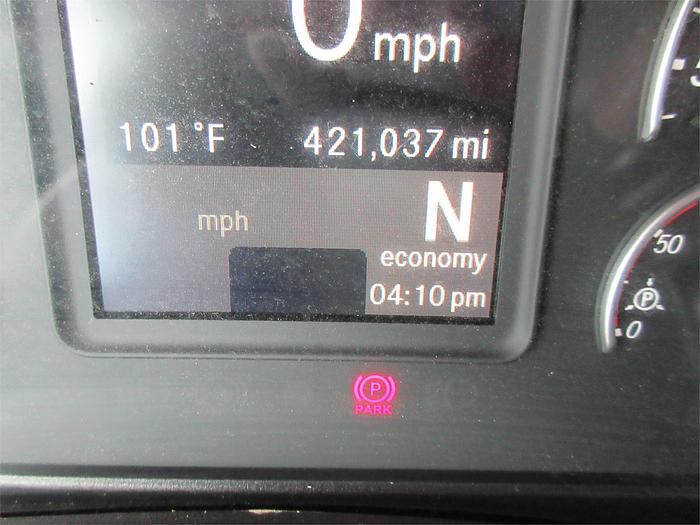 0 mph
101 °F 421,037 mi
mph N
economy
04:10 pm
50
P
0
P
PARK